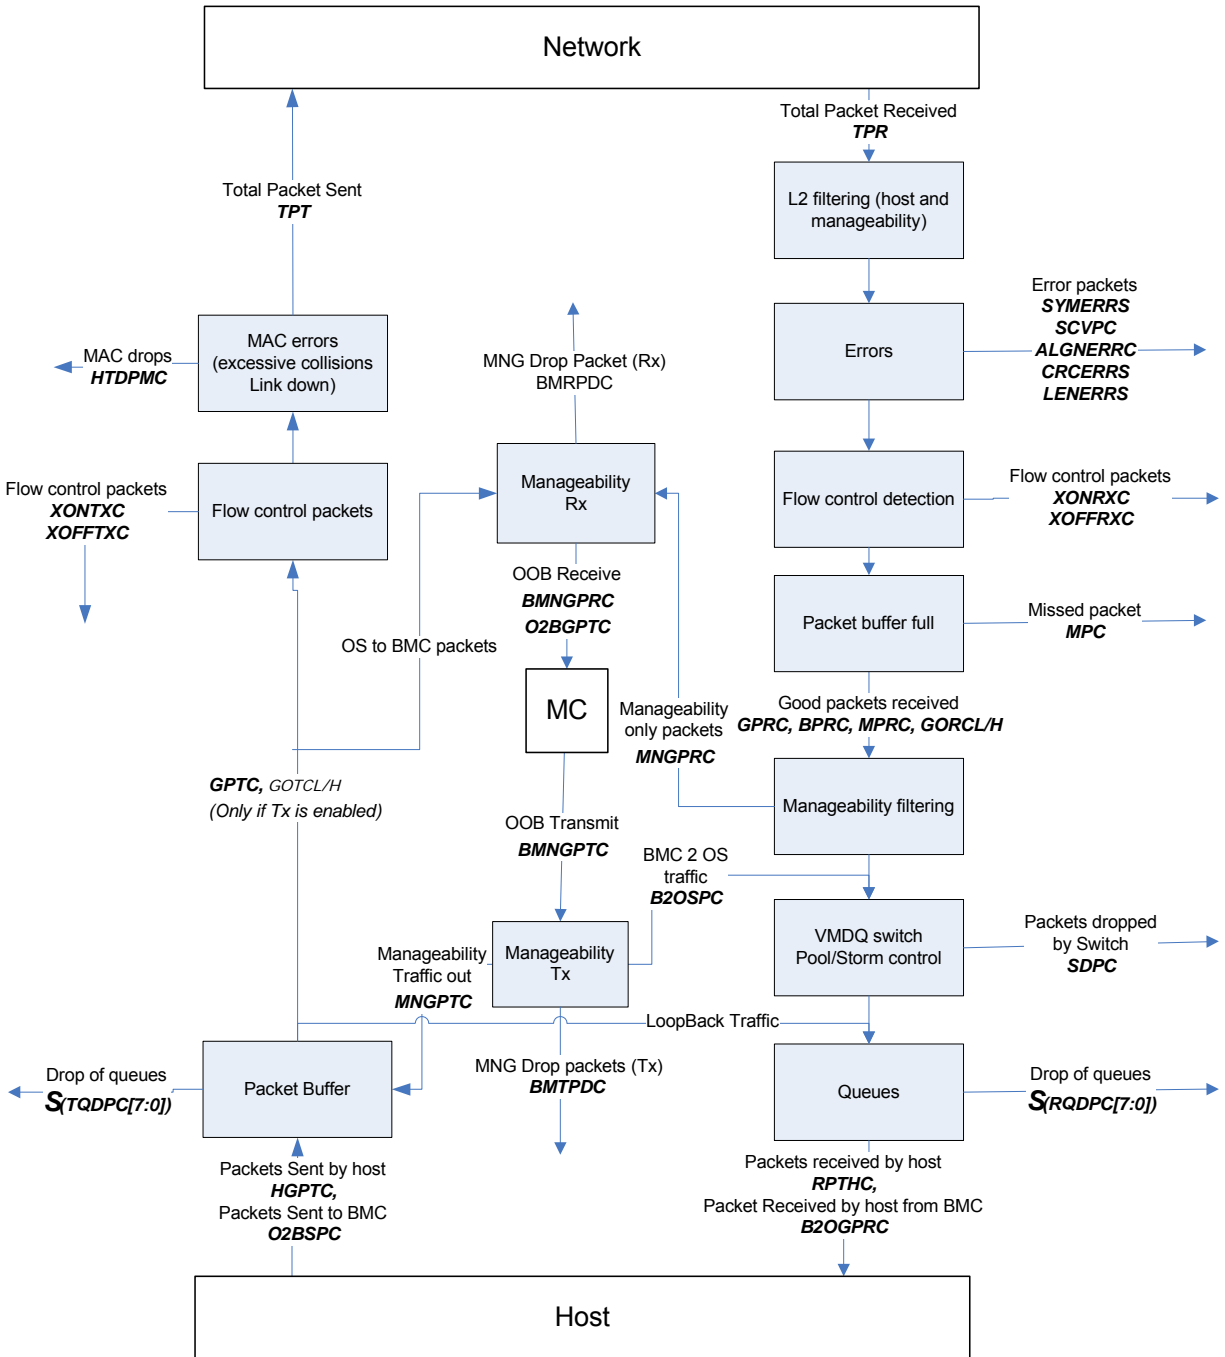 Network
Total Packet Received
TPR
Total Packet Sent
TPT
L2 filtering (host and
manageability)
Error packets
SYMERRS
SCVPC
ALGNERRC
CRCERRS
LENERRS
Errors
MAC errors
(excessive collisions
Link down)
MAC drops
HTDPMC
MNG Drop Packet (Rx)
BMRPDC
Flow control packets
XONTXC
XOFFTXC
Flow control packets
Manageability
Rx
Flow control detection
Flow control packets
XONRXC
XOFFRXC
OOB Receive
BMNGPRC
O2BGPTC
Packet buffer full
Missed packet
MPC
OS to BMC packets
MC
Manageability
only packets
MNGPRC
Good packets received
GPRC, BPRC, MPRC, GORCL/H
GPTC, GOTCL/H
(Only if Tx is enabled)
Manageability filtering
OOB Transmit
BMNGPTC
BMC 2 OS
traffic
B2OSPC
Manageability
Traffic out
MNGPTC
Manageability
Tx
VMDQ switch
Pool/Storm control
Packets dropped
by Switch
SDPC
LoopBack Traffic
Drop of queues
S(TQDPC[7:0])
Packet Buffer
MNG Drop packets (Tx)
BMTPDC
Queues
Drop of queues
S(RQDPC[7:0])
Packets Sent by host
HGPTC,
Packets Sent to BMC
O2BSPC
Packets received by host
RPTHC,
Packet Received by host from BMC
B2OGPRC
Host